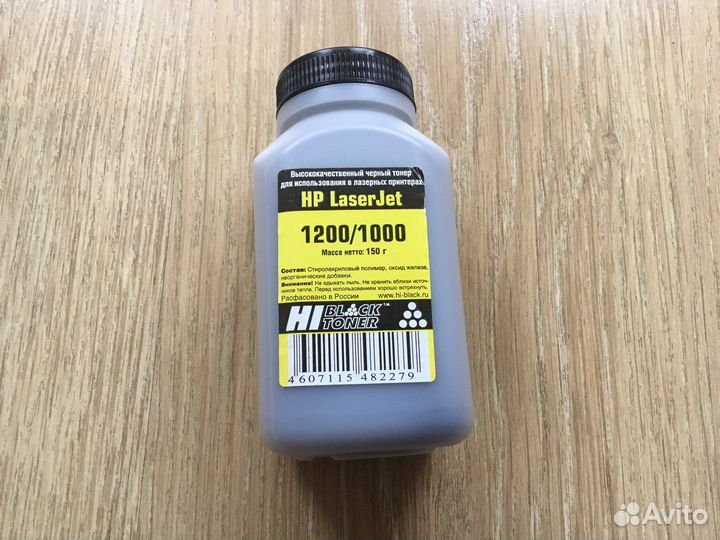 Высококачественный черный тонер
для использования в лазерных принтерах
HP LaserJet
1200/1000
Масса нетто: 150 г
Состав: Стиролакриловый полимер, оксид железа,
неорганические добавки.
Внимание! Не вдыхать пыль. Не хранить вблизи источ-
ников тепла. Перед использованием хорошо встряхнуть.
Расфасовано в России www.hi-black.ru
HI BLACK TM
TONER
4607115 482279
Avito